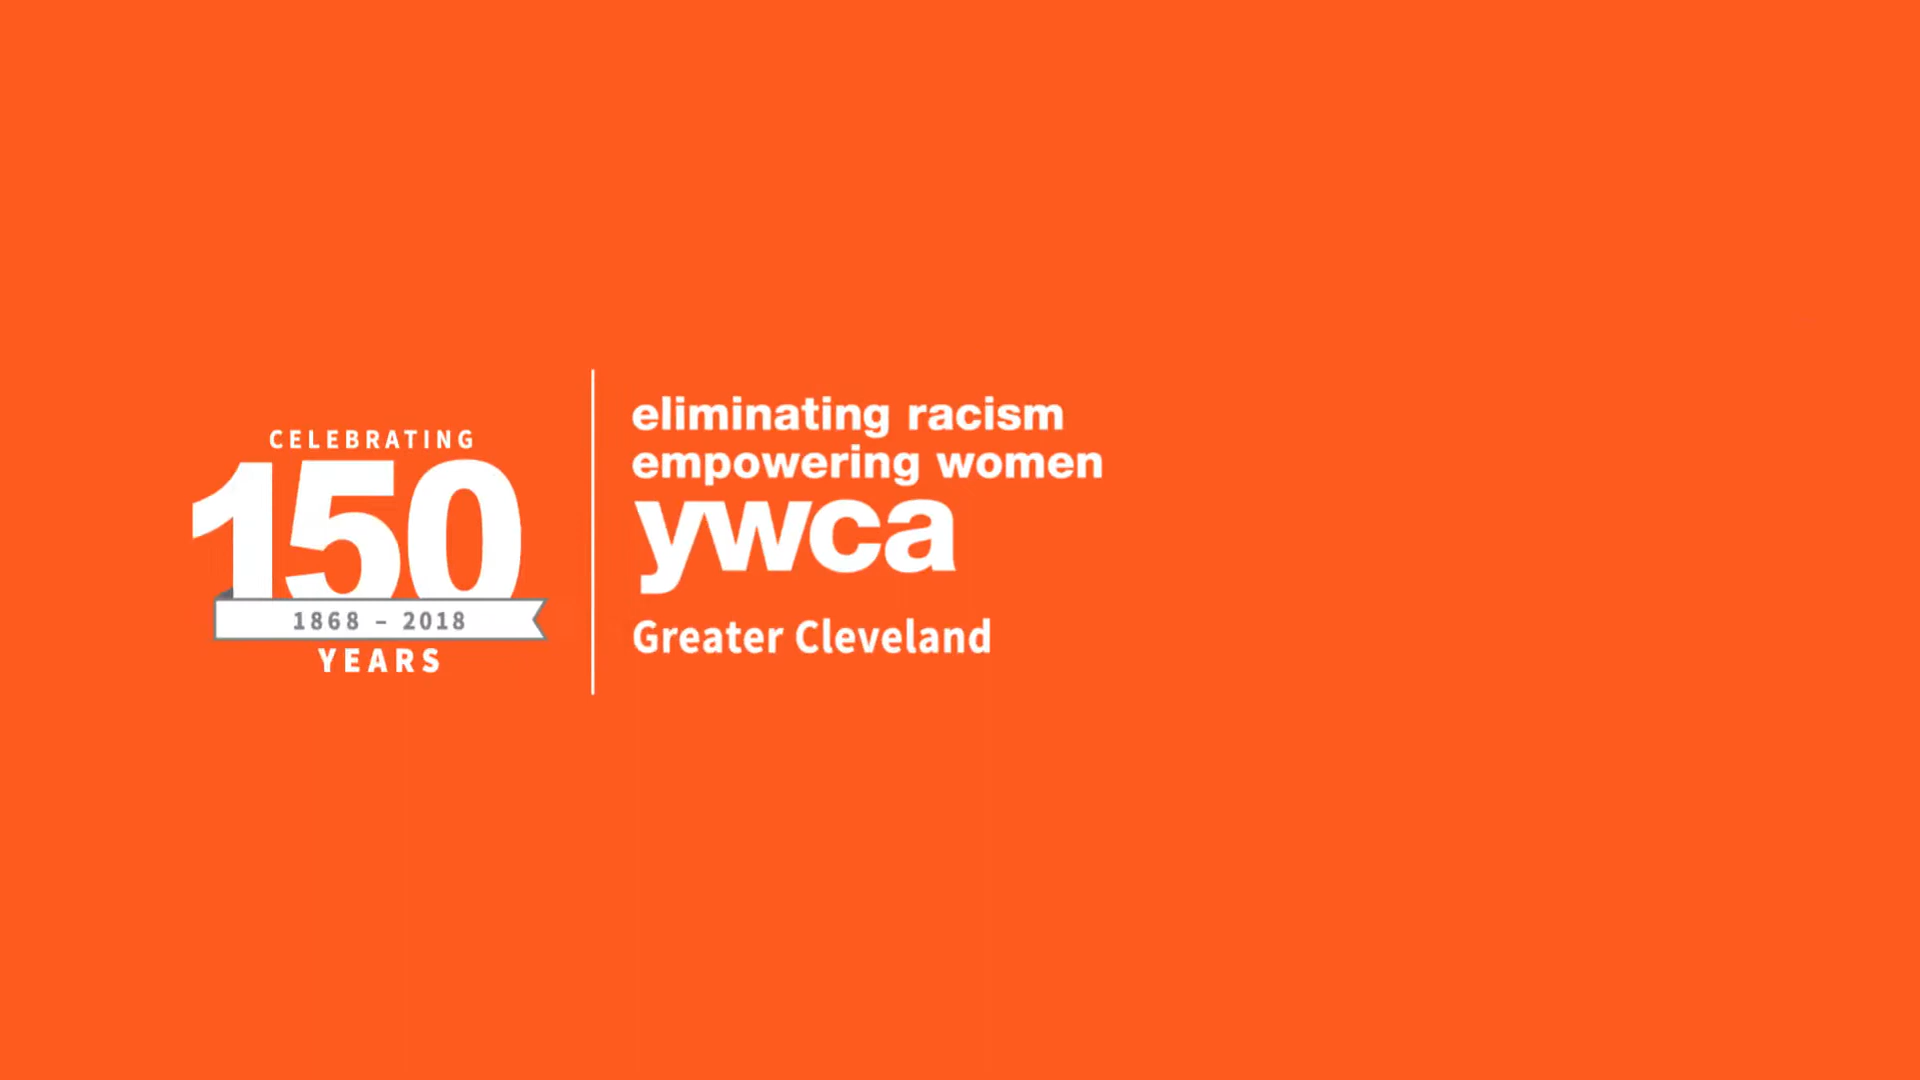 CELEBRATING
150
1868 – 2018
YEARS
eliminating racism
empowering women
ywca
Greater Cleveland